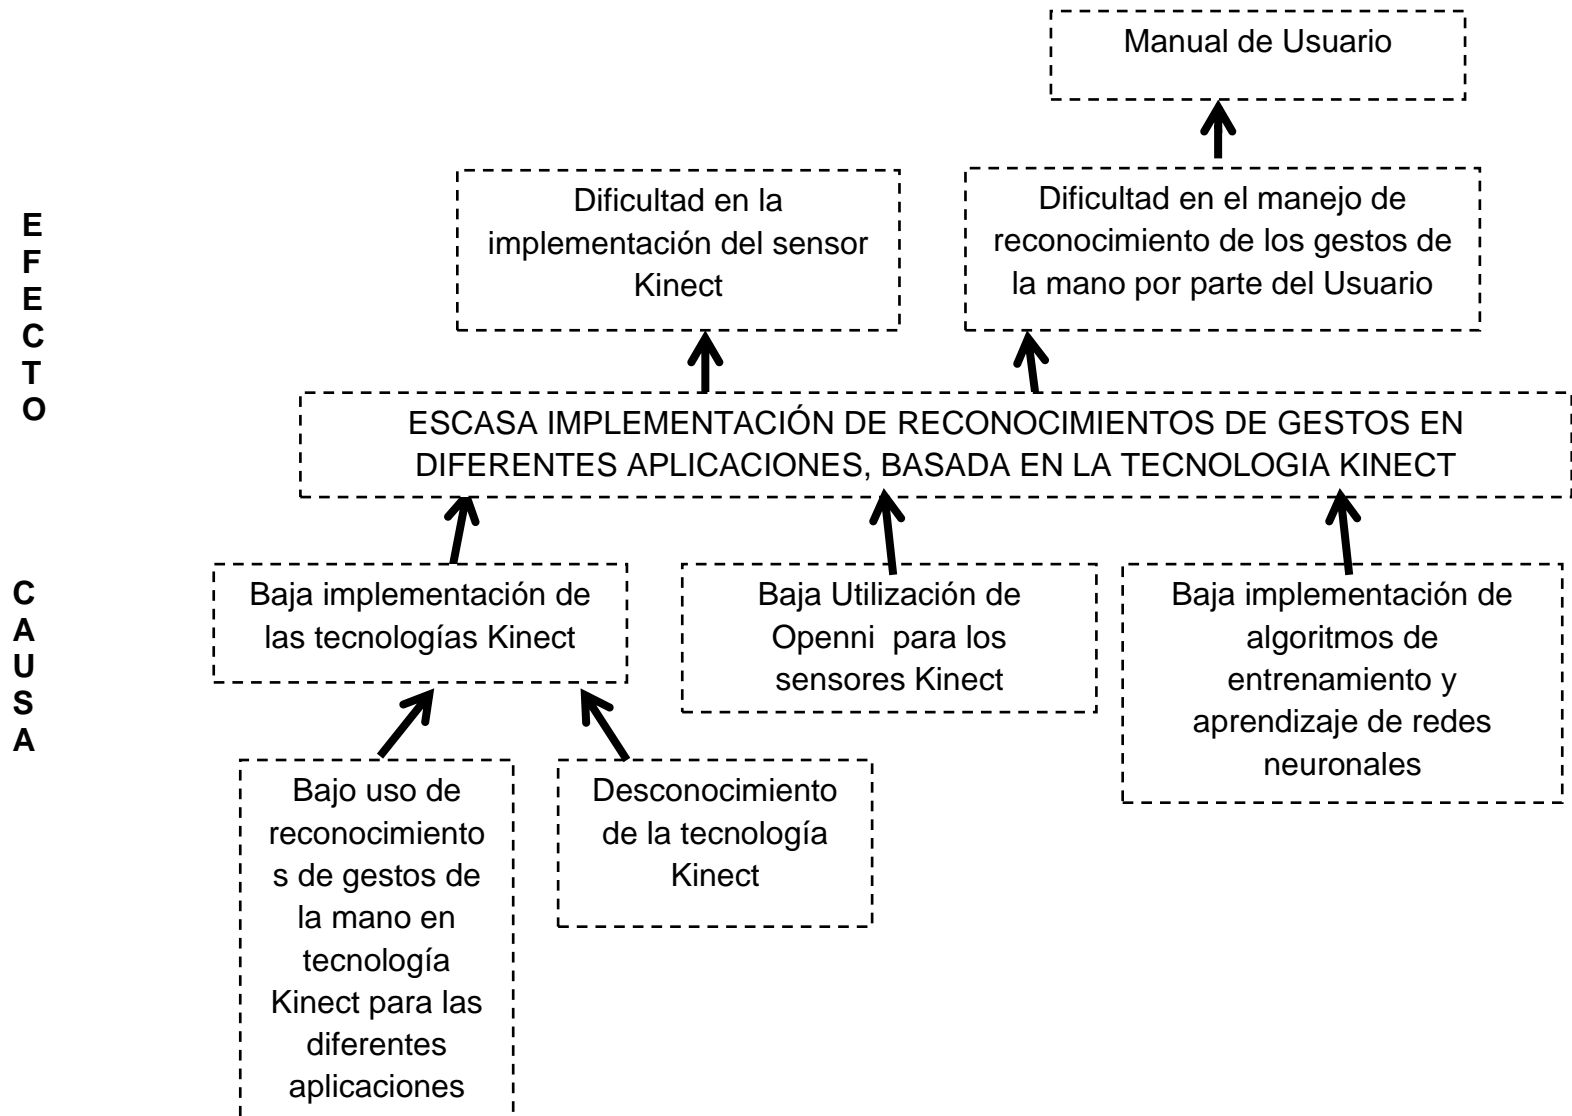 Manual de Usuario
Dificultad en la
implementación del sensor
Kinect
Dificultad en el manejo de
reconocimiento de los gestos de
la mano por parte del Usuario
E
F
E
C
T
O
ESCASA IMPLEMENTACIÓN DE RECONOCIMIENTOS DE GESTOS EN
DIFERENTES APLICACIONES, BASADA EN LA TECNOLOGIA KINECT
C
A
U
S
A
Baja implementación de
las tecnologías Kinect
Baja Utilización de
Openni  para los
sensores Kinect
Baja implementación de
algoritmos de
entrenamiento y
aprendizaje de redes
neuronales
Bajo uso de
reconocimiento
s de gestos de
la mano en
tecnología
Kinect para las
diferentes
aplicaciones
Desconocimiento
de la tecnología
Kinect